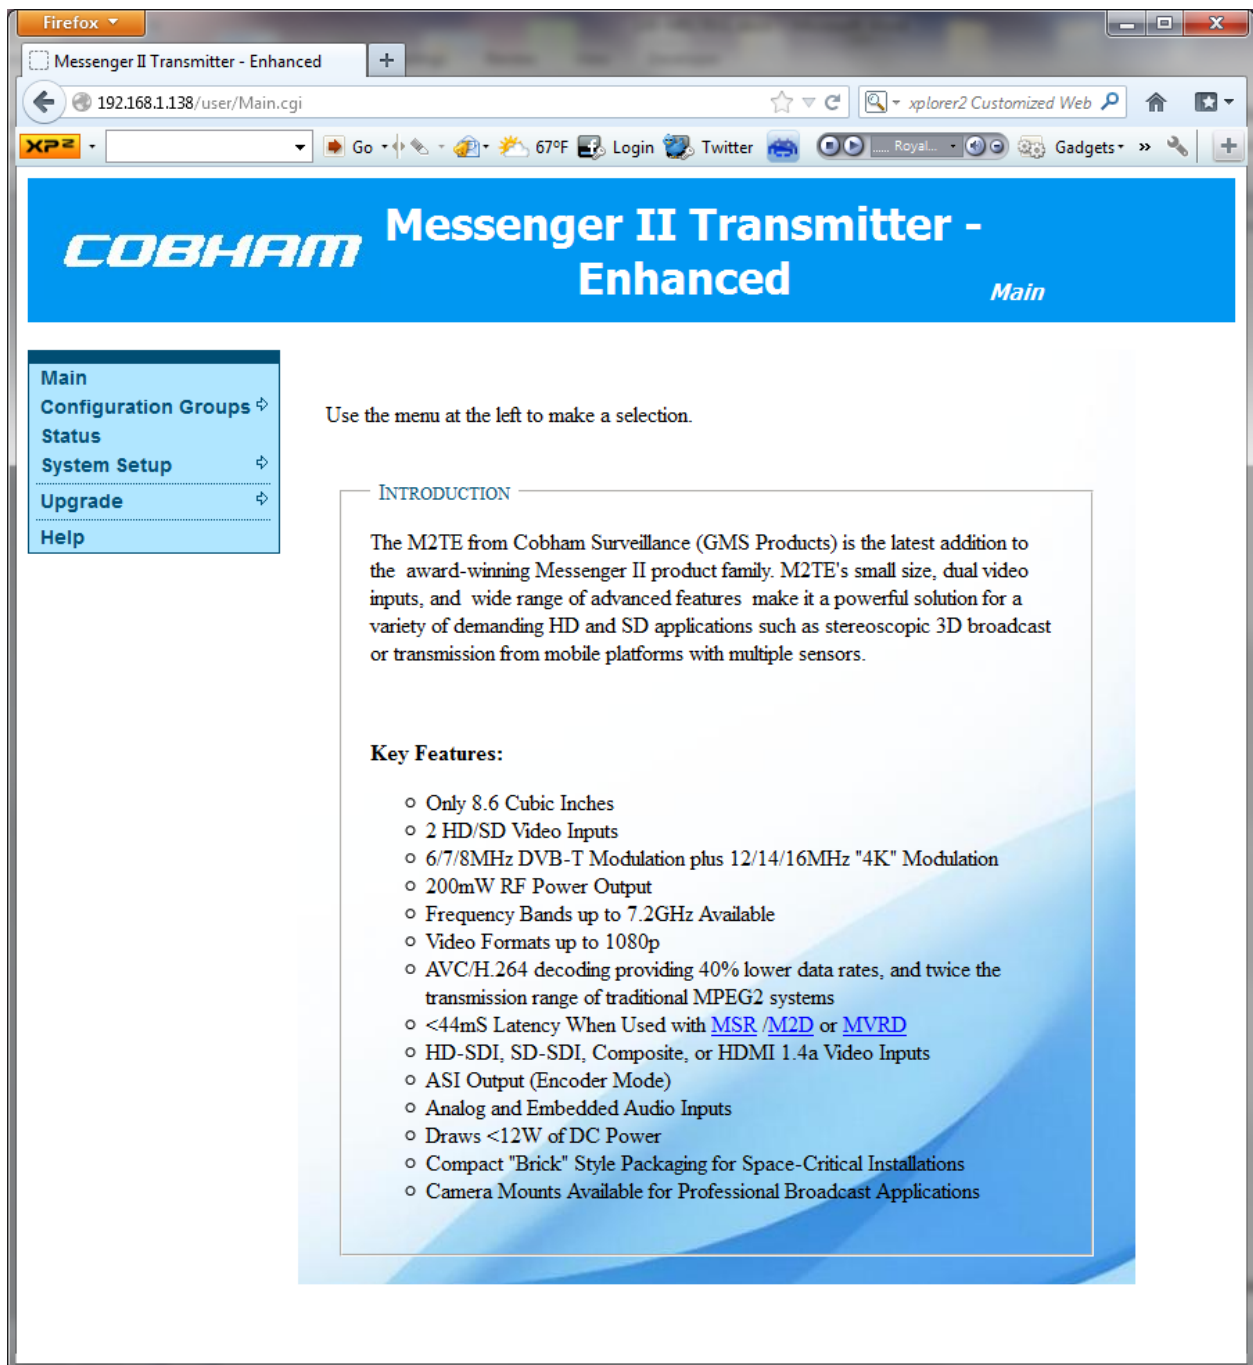 Firefox
Messenger II Transmitter - Enhanced
192.168.1.138/user/Main.cgi
xplorer2 Customized Web
XP2
Go
67°F
Login
Twitter
..... Royal...
Gadgets
COBHAM
Messenger II Transmitter -
Enhanced
Main
Main
Configuration Groups
Status
System Setup
Upgrade
Help
Use the menu at the left to make a selection.
INTRODUCTION
The M2TE from Cobham Surveillance (GMS Products) is the latest addition to
the award-winning Messenger II product family. M2TE's small size, dual video
inputs, and wide range of advanced features make it a powerful solution for a
variety of demanding HD and SD applications such as stereoscopic 3D broadcast
or transmission from mobile platforms with multiple sensors.
Key Features:
Only 8.6 Cubic Inches
2 HD/SD Video Inputs
6/7/8MHz DVB-T Modulation plus 12/14/16MHz "4K" Modulation
200mW RF Power Output
Frequency Bands up to 7.2GHz Available
Video Formats up to 1080p
AVC/H.264 decoding providing 40% lower data rates, and twice the
transmission range of traditional MPEG2 systems
<44mS Latency When Used with MSR /M2D or MVRD
HD-SDI, SD-SDI, Composite, or HDMI 1.4a Video Inputs
ASI Output (Encoder Mode)
Analog and Embedded Audio Inputs
Draws <12W of DC Power
Compact "Brick" Style Packaging for Space-Critical Installations
Camera Mounts Available for Professional Broadcast Applications